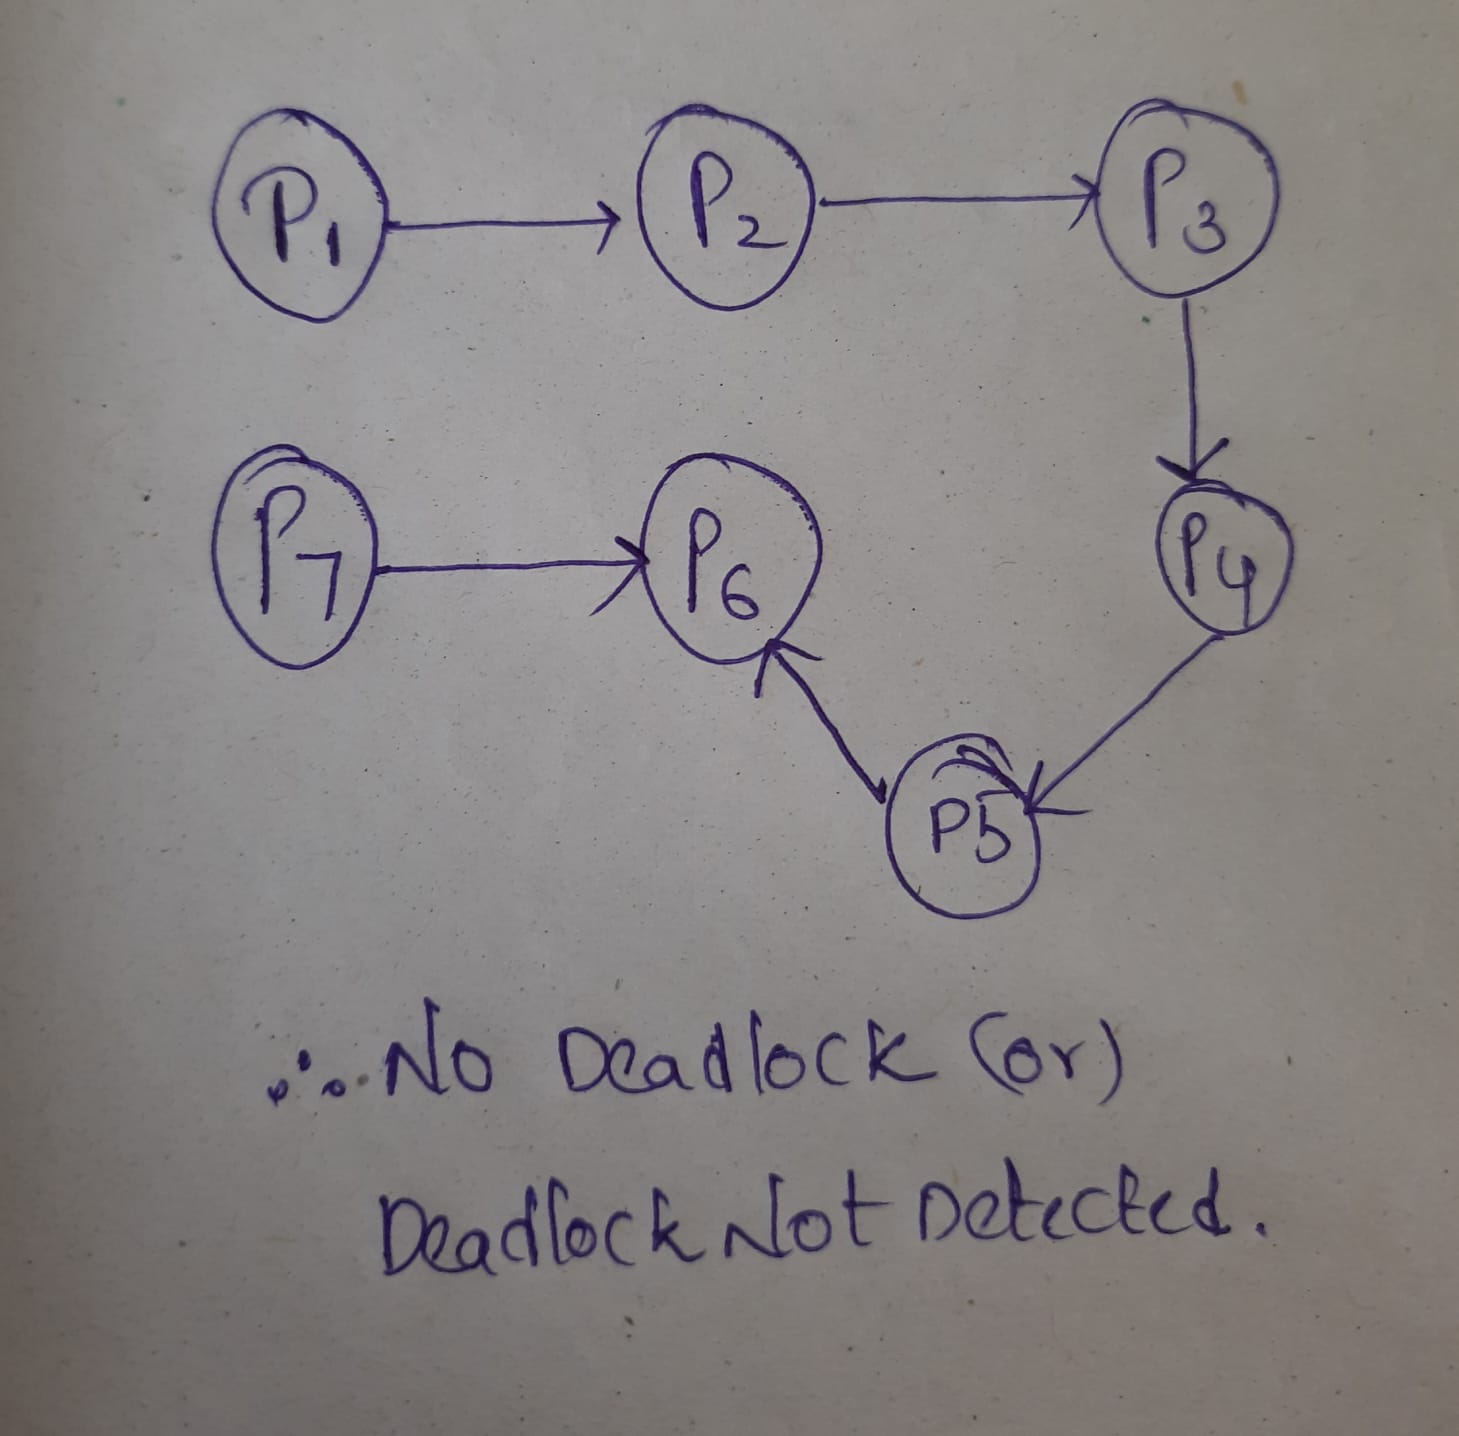 P1
P2
P3
P7
P6
P4
P5
∴ No Deadlock (or)
Deadlock Not Detected.